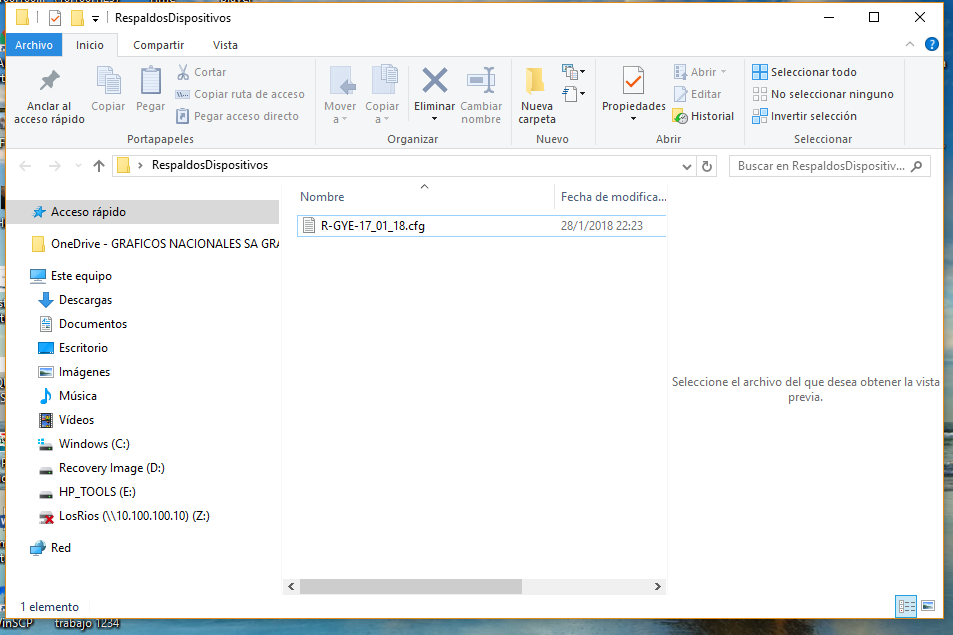 RespaldosDispositivos
Archivo Inicio Compartir Vista
Anclar al
acceso rápido
Copiar
Pegar
Cortar
Copiar ruta de acceso
Pegar acceso directo
Portapapeles
Mover
a
Copiar
a
Eliminar
Cambiar
nombre
Organizar
Nueva
carpeta
Nuevo
Propiedades
Abrir
Editar
Historial
Abrir
Seleccionar todo
No seleccionar ninguno
Invertir selección
Seleccionar
RespaldosDispositivos
Buscar en RespaldosDispositiv...
Nombre
Fecha de modifica...
R-GYE-17_01_18.cfg
28/1/2018 22:23
Acceso rápido
OneDrive - GRAFICOS NACIONALES SA GRA
Este equipo
Descargas
Documentos
Escritorio
Imágenes
Música
Vídeos
Windows (C:)
Recovery Image (D:)
HP_TOOLS (E:)
LosRios (\\10.100.100.10) (Z:)
Red
Seleccione el archivo del que desea obtener la vista
previa.
1 elemento
trabajo 1234